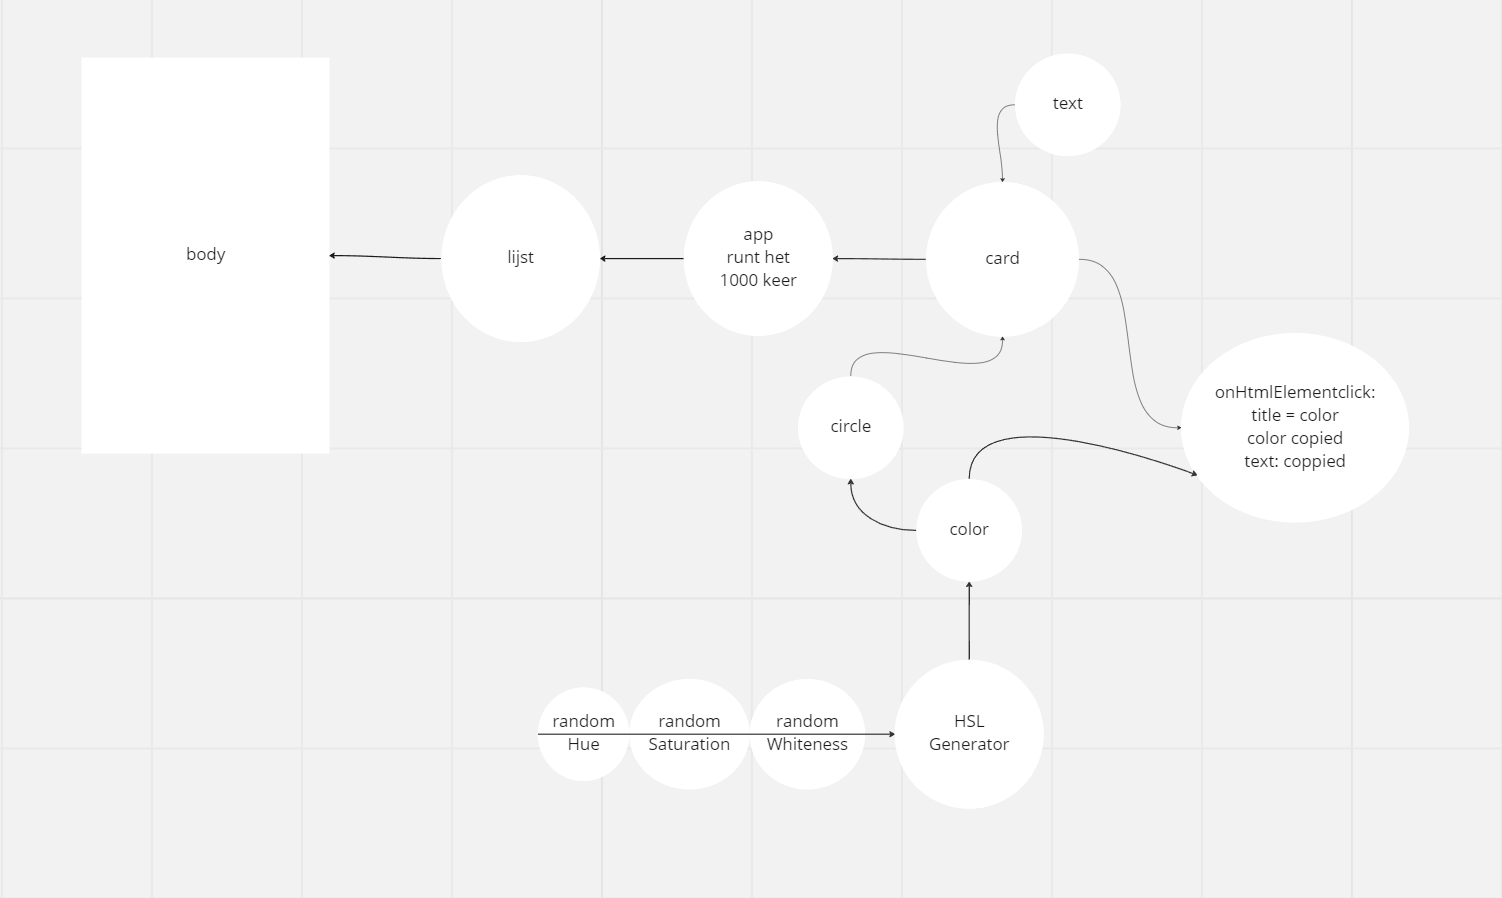 text
body
lijst
app
runt het
1000 keer
card
onHtmlElementclick:
title = color
color copied
text: coppied
circle
color
random
Hue
random
Saturation
random
Whiteness
HSL
Generator